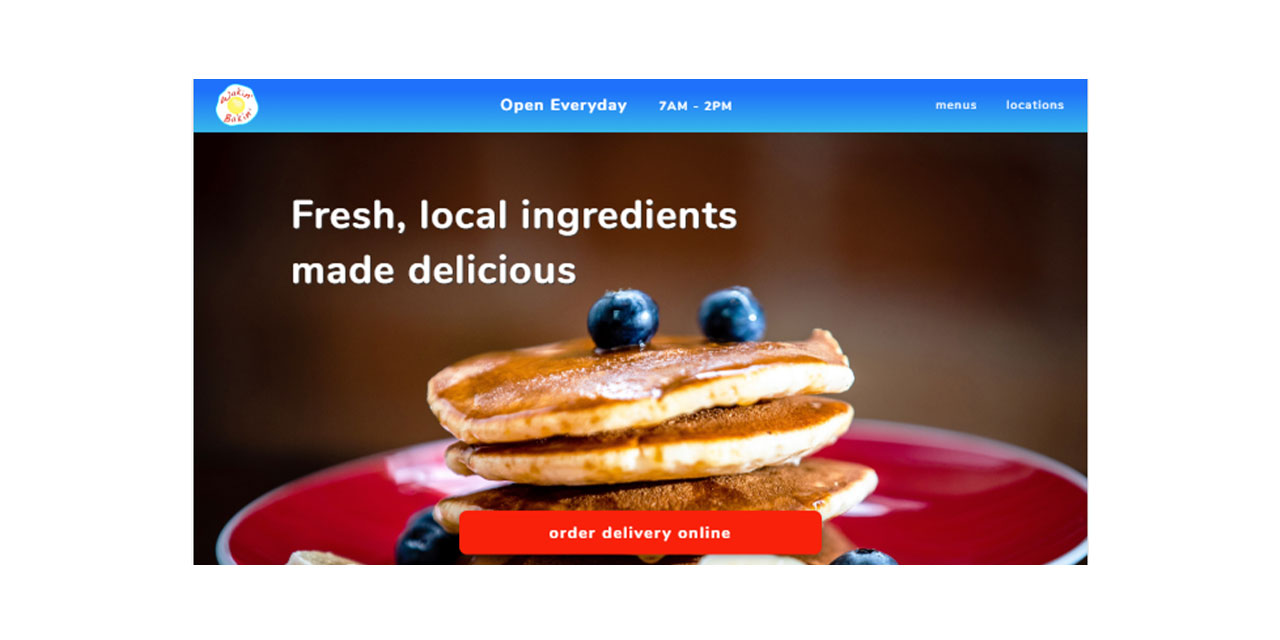 Wakin'
Bakin'
Open Everyday 7AM - 2PM
menus locations
Fresh, local ingredients
made delicious
order delivery online